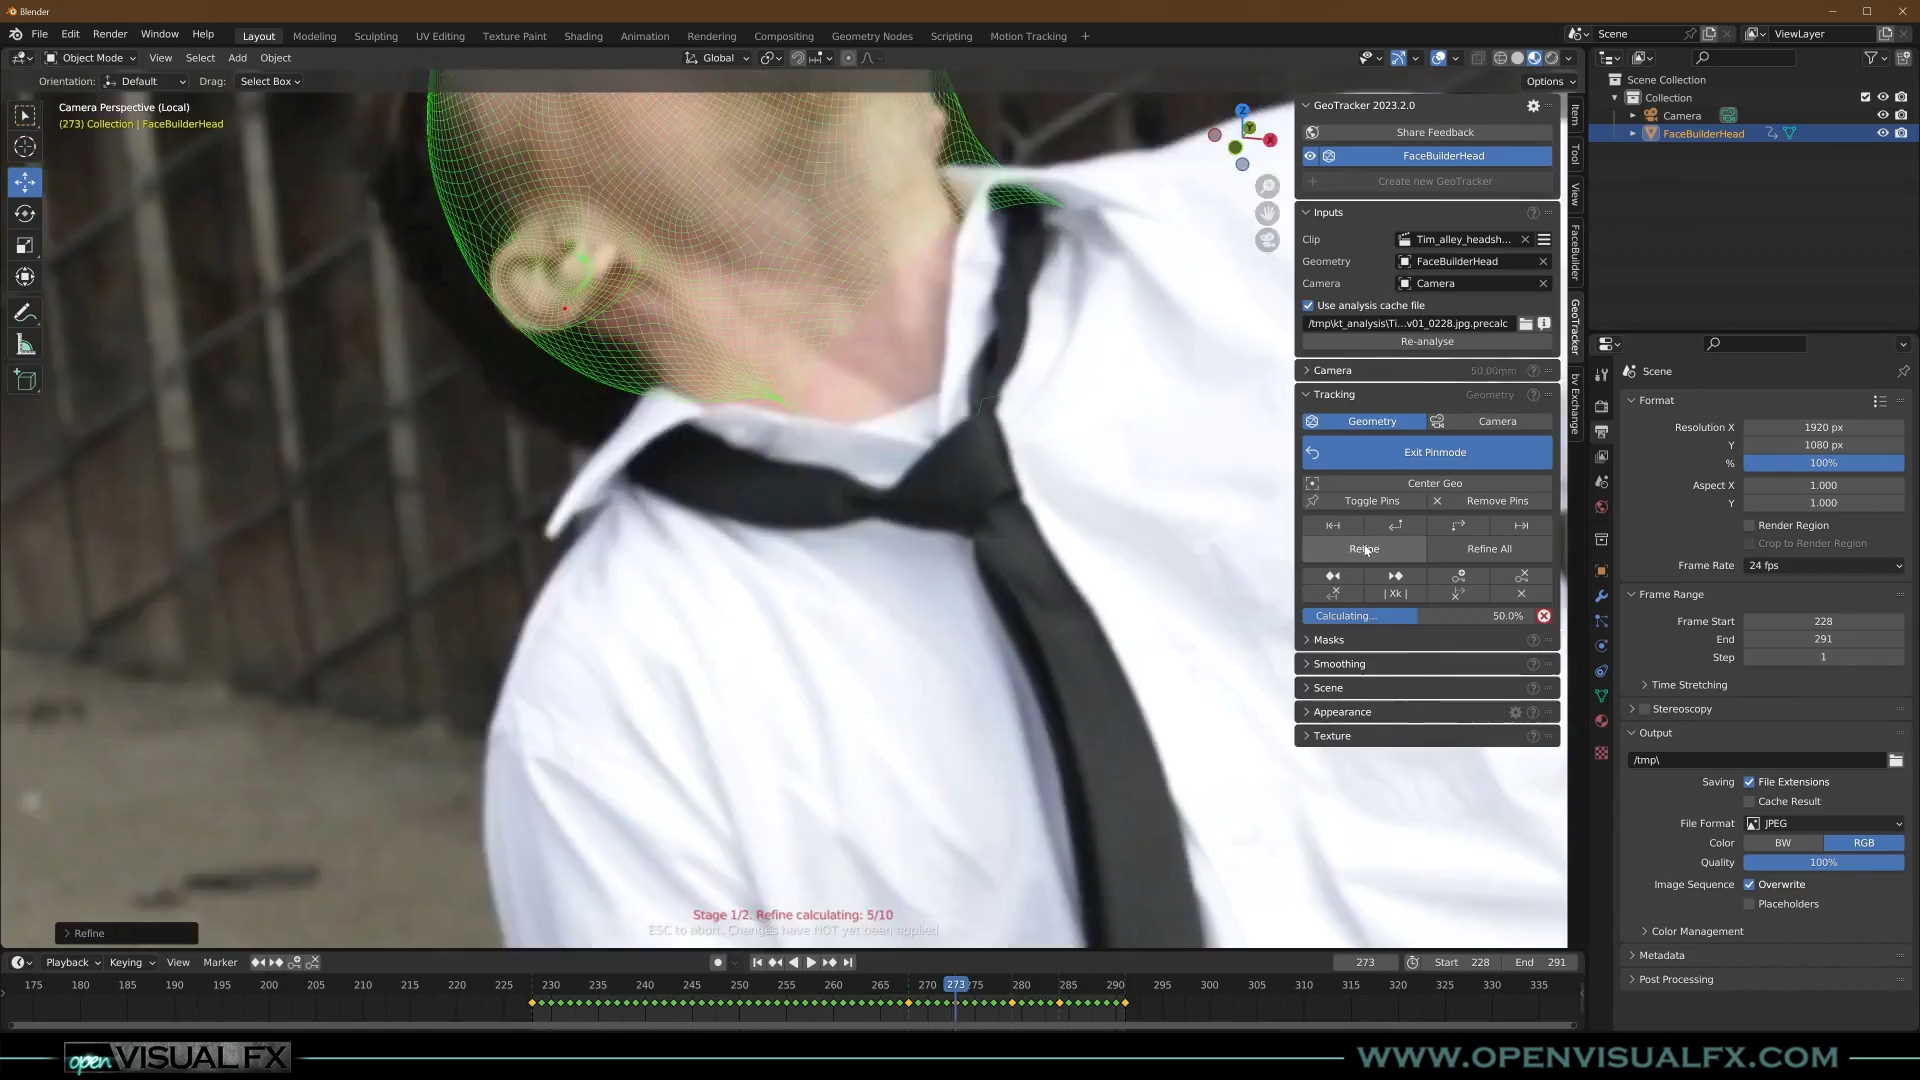 Blender
File Edit Render Window Help Layout Modeling Sculpting UV Editing Texture Paint Shading Animation Rendering Compositing Geometry Nodes Scripting Motion Tracking + Scene ViewLayer
Object Mode View Select Add Object Global
Orientation: Default Drag: Select Box Options
Camera Perspective (Local)
(273) Collection | FaceBuilderHead
Z
Y
X
GeoTracker 2023.2.0
Share Feedback
FaceBuilderHead
Create new GeoTracker
Inputs
Clip Tim_alley_headsh...
Geometry FaceBuilderHead
Camera Camera
Use analysis cache file
/tmp\kt_analysis\Ti...v01_0228.jpg.precalc
Re-analyse
Camera 50.00mm
Tracking Geometry
Geometry Camera
Exit Pinmode
Center Geo
Toggle Pins Remove Pins
Refine Refine All
| Xk |
Calculating... 50.0%
Masks
Smoothing
Scene
Appearance
Texture
Item
Tool
View
FaceBuilder
GeoTracker
bv Exchange
Scene Collection
Collection
Camera
FaceBuilderHead
Scene
Format
Resolution X 1920 px
Y 1080 px
% 100%
Aspect X 1.000
Y 1.000
Render Region
Crop to Render Region
Frame Rate 24 fps
Frame Range
Frame Start 228
End 291
Step 1
Time Stretching
Stereoscopy
Output
/tmp\
Saving File Extensions
Cache Result
File Format JPEG
Color BW RGB
Quality 100%
Image Sequence Overwrite
Placeholders
Color Management
Metadata
Post Processing
Stage 1/2. Refine calculating: 5/10
ESC to abort. Changes have NOT yet been applied
Refine
Playback Keying View Marker 273 Start 228 End 291
175 180 185 190 195 200 205 210 215 220 225 230 235 240 245 250 255 260 265 270 273 275 280 285 290 295 300 305 310 315 320 325 330 335
open VISUALFX
WWW.OPENVISUALFX.COM